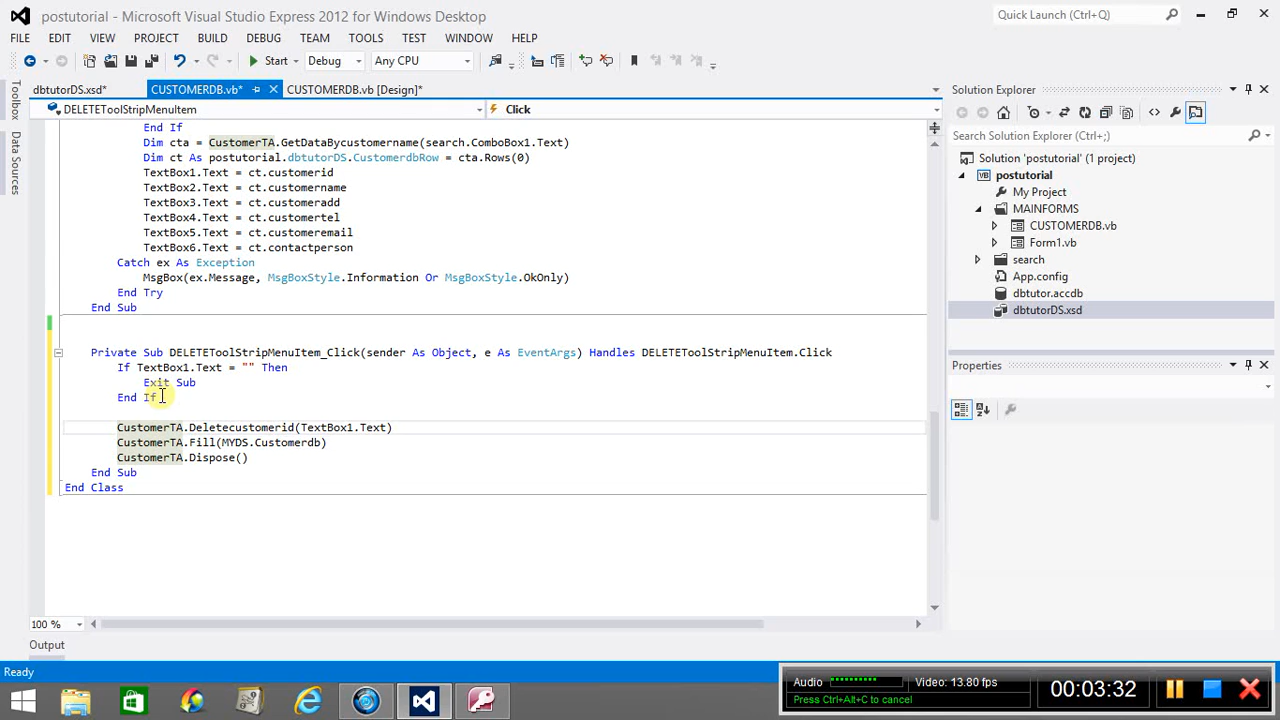 postutorial - Microsoft Visual Studio Express 2012 for Windows Desktop
Quick Launch (Ctrl+Q)
FILE EDIT VIEW PROJECT BUILD DEBUG TEAM TOOLS TEST WINDOW HELP
Start Debug Any CPU
dbtutorDS.xsd* CUSTOMERDB.vb* CUSTOMERDB.vb [Design]*
Solution Explorer
DELETEToolStripMenuItem Click
Toolbox
Data Sources
End If
Dim cta = CustomerTA.GetDataBycustomername(search.ComboBox1.Text)
Dim ct As postutorial.dbtutorDS.CustomerdbRow = cta.Rows(0)
TextBox1.Text = ct.customerid
TextBox2.Text = ct.customername
TextBox3.Text = ct.customeradd
TextBox4.Text = ct.customertel
TextBox5.Text = ct.customeremail
TextBox6.Text = ct.contactperson
Catch ex As Exception
MsgBox(ex.Message, MsgBoxStyle.Information Or MsgBoxStyle.OkOnly)
End Try
End Sub
Private Sub DELETEToolStripMenuItem_Click(sender As Object, e As EventArgs) Handles DELETEToolStripMenuItem.Click
If TextBox1.Text = "" Then
Exit Sub
End If
CustomerTA.Deletecustomerid(TextBox1.Text)
CustomerTA.Fill(MYDS.Customerdb)
CustomerTA.Dispose()
End Sub
End Class
Search Solution Explorer (Ctrl+;)
Solution 'postutorial' (1 project)
VB postutorial
My Project
MAINFORMS
CUSTOMERDB.vb
Form1.vb
search
App.config
dbtutor.accdb
dbtutorDS.xsd
Properties
100 %
Output
Ready
Audio
Video: 13.80 fps
Press Ctrl+Alt+C to cancel
00:03:32